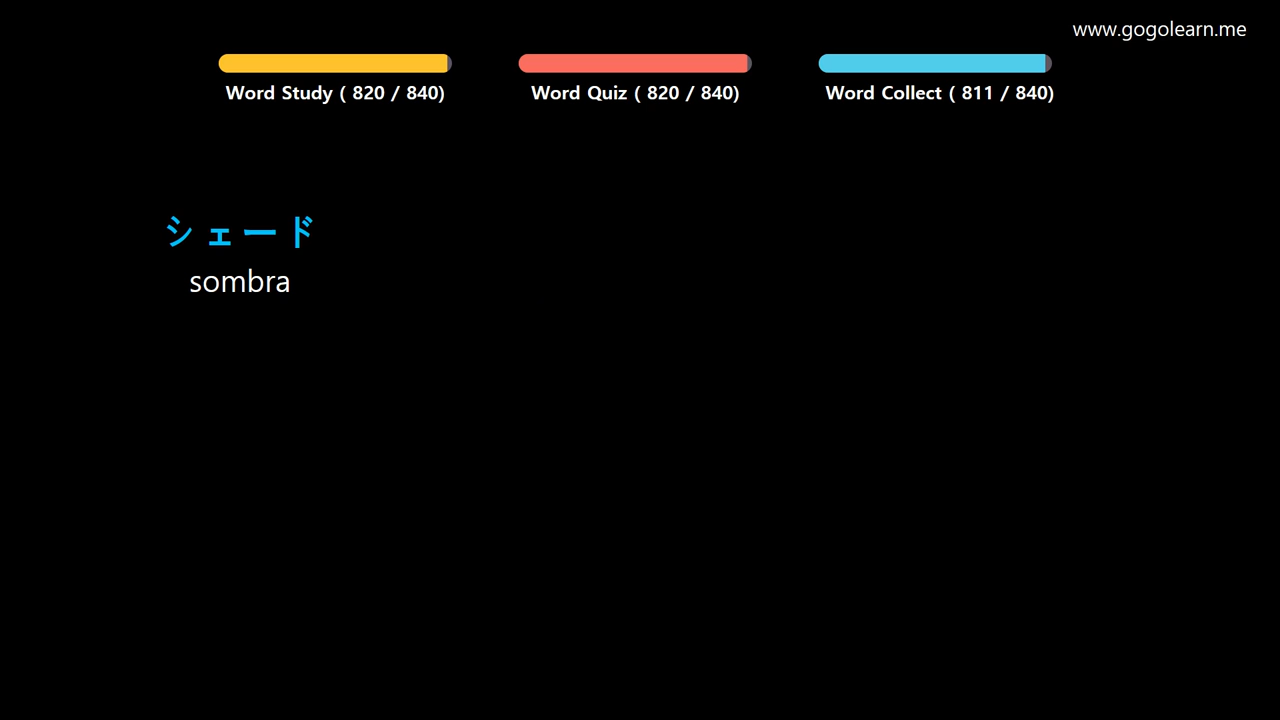 www.gogolearn.me
Word Study ( 820 / 840)
Word Quiz ( 820 / 840)
Word Collect ( 811 / 840)
シェード
sombra